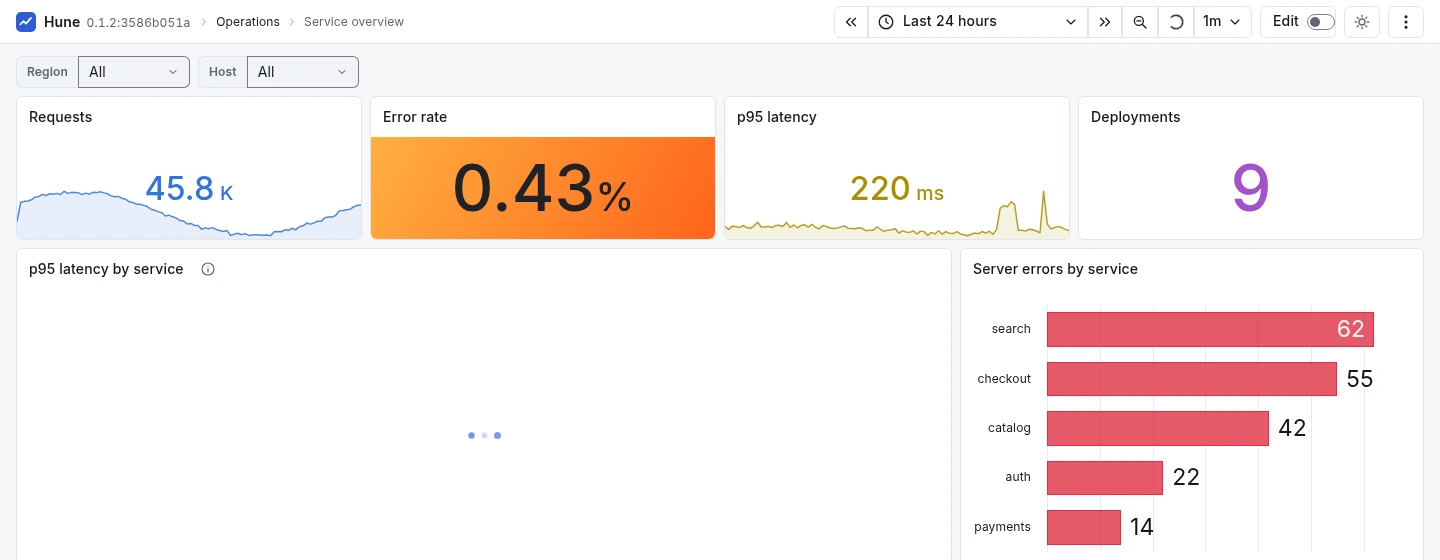 Hune 0.1.2:3586b051a Operations Service overview
Last 24 hours 1m Edit
Region All Host All
Requests
45.8 K
Error rate
0.43%
p95 latency
220 ms
Deployments
9
p95 latency by service
Server errors by service
search 62
checkout 55
catalog 42
auth 22
payments 14